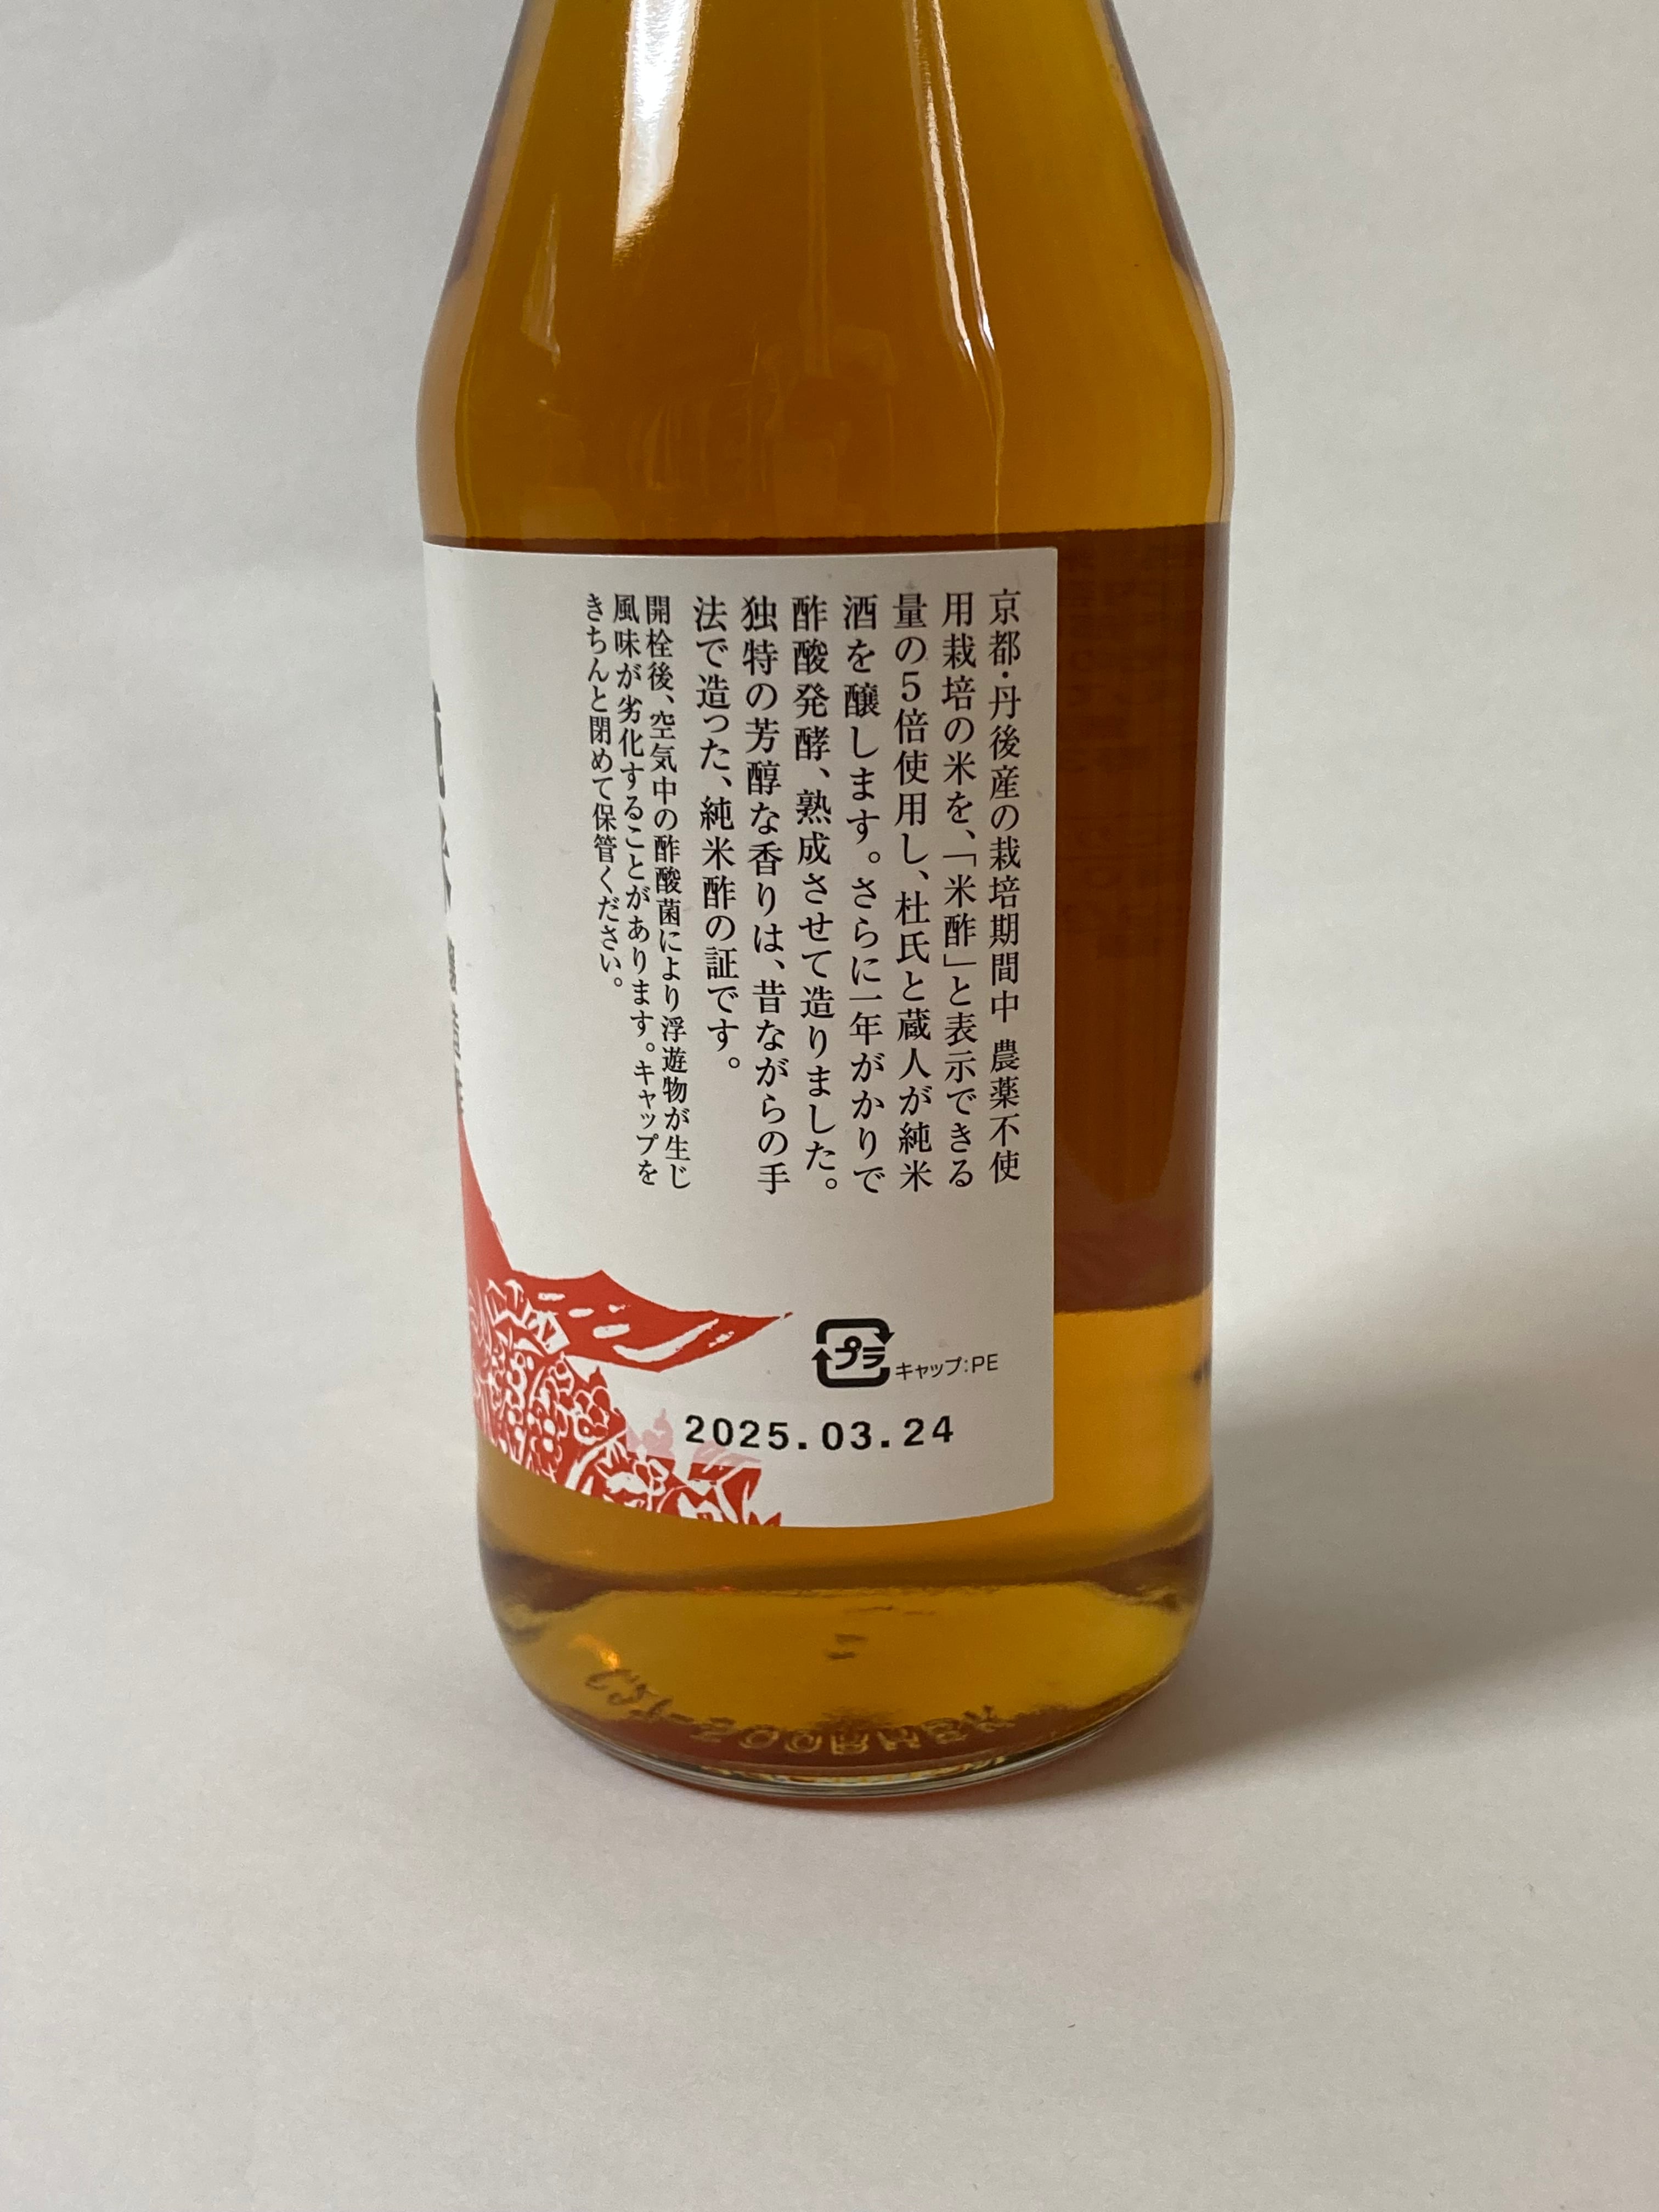 京都・丹後産の栽培期間中 農薬不使
用栽培の米を、「米酢」と表示できる
量の5倍使用し、杜氏と蔵人が純米
酒を醸します。さらに一年がかりで
酢酸発酵、熟成させて造りました。
独特の芳醇な香りは、昔ながらの手
法で造った、純米酢の証です。
開栓後、空気中の酢酸菌により浮遊物が生じ
風味が劣化することがあります。キャップを
きちんと閉めて保管ください。
プラ
キャップ:PE
2025.03.24